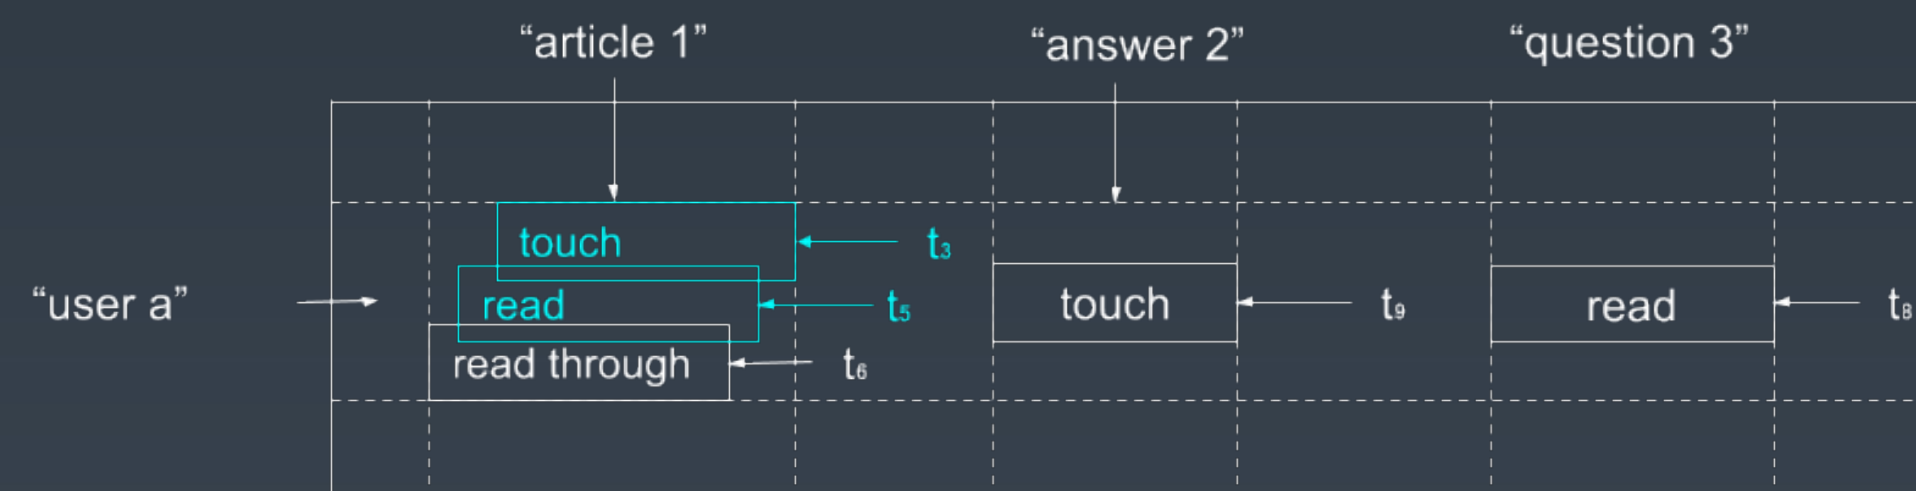 “article 1”
“answer 2”
“question 3”
touch
t3
“user a”
read
t5
touch
t9
read
t8
read through
t6